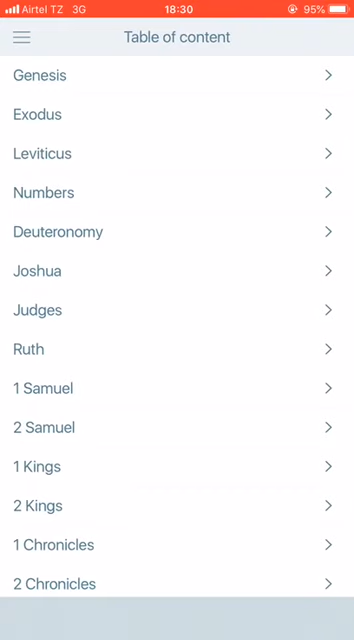 Airtel TZ 3G 18:30 95%
Table of content
Genesis
Exodus
Leviticus
Numbers
Deuteronomy
Joshua
Judges
Ruth
1 Samuel
2 Samuel
1 Kings
2 Kings
1 Chronicles
2 Chronicles